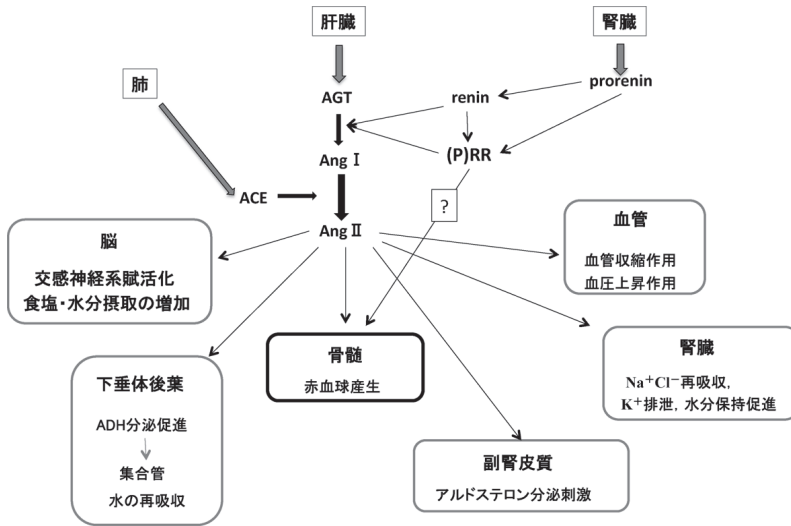 肝臓
腎臓
肺
AGT
renin
prorenin
Ang Ⅰ
(P)RR
ACE
?
Ang Ⅱ
脳
交感神経系賦活化
食塩・水分摂取の増加
血管
血管収縮作用
血圧上昇作用
下垂体後葉
ADH分泌促進
集合管
水の再吸収
骨髄
赤血球産生
副腎皮質
アルドステロン分泌刺激
腎臓
Na⁺Cl⁻再吸収,
K⁺排泄, 水分保持促進